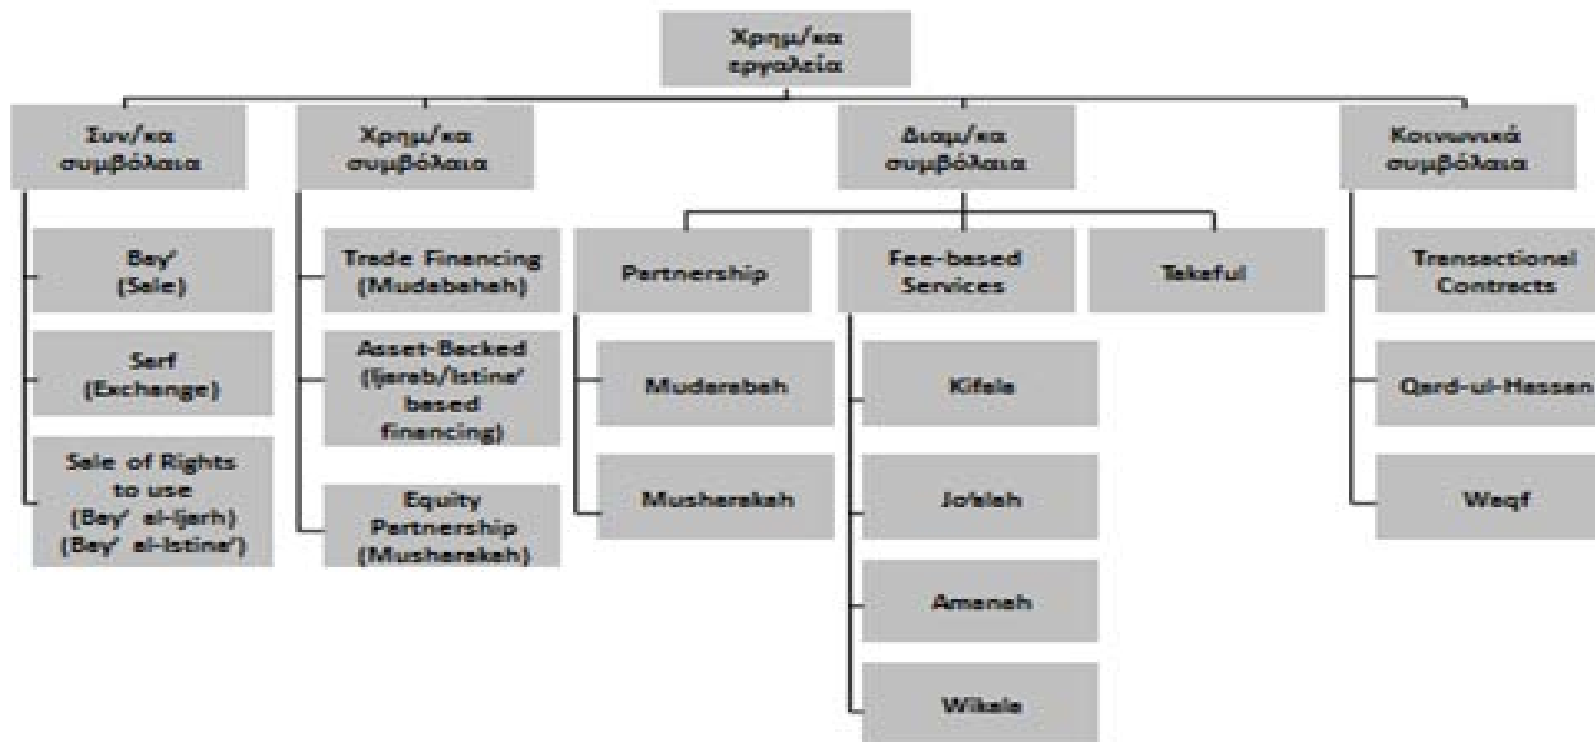 Χρημ/κα
εργαλεία
Συν/κα
συμβόλαια
Χρημ/κα
συμβόλαια
Διαμ/κα
συμβόλαια
Κοινωνικά
συμβόλαια
Bay'
(Sale)
Sarf
(Exchange)
Sale of Rights
to use
(Bay' al-Ijarh)
(Bay' al-Istina')
Trade Financing
(Mudabahah)
Asset-Backed
(Ijarab/Istina'
based
financing)
Equity
Partnership
(Musharakah)
Partnership
Mudarabah
Musharakah
Fee-based
Services
Kifala
Jo'alah
Amanah
Wikala
Takaful
Transactional
Contracts
Qard-ul-Hassan
Waqf